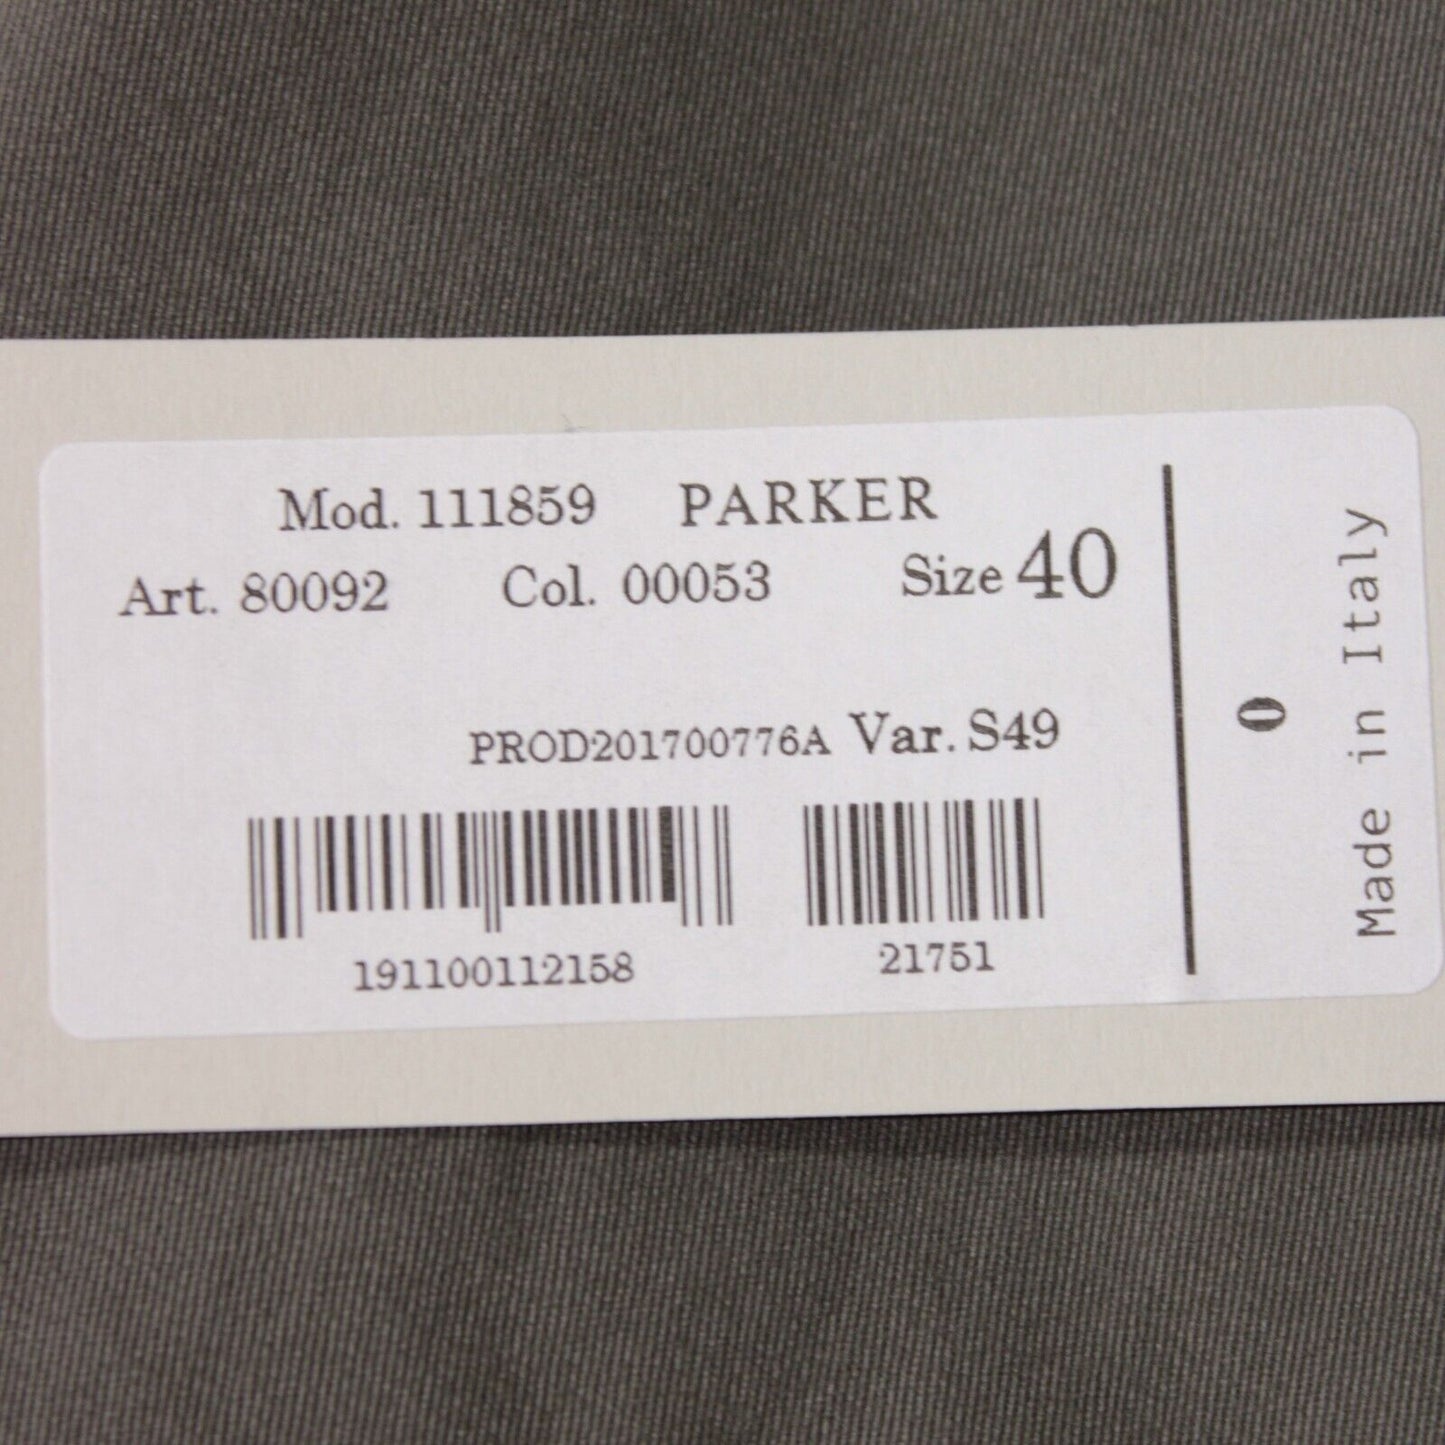 Mod. 111859 PARKER
Art. 80092 Col. 00053 Size 40
PROD201700776A Var. S49
191100112158 21751
0
Made in Italy